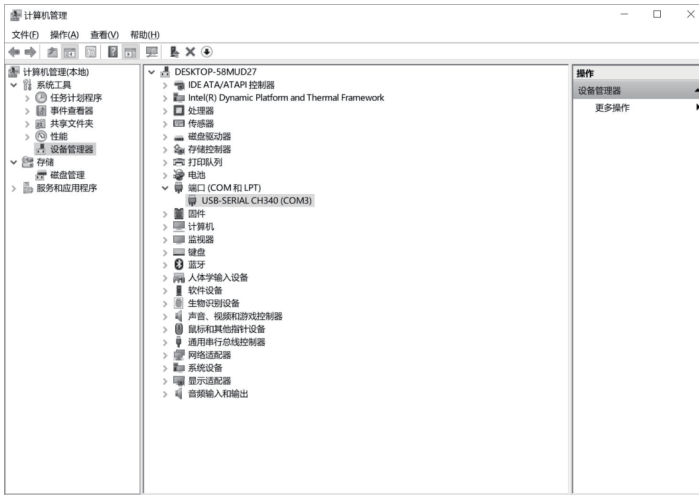 计算机管理
文件(F) 操作(A) 查看(V) 帮助(H)
计算机管理(本地)
系统工具
任务计划程序
事件查看器
共享文件夹
性能
设备管理器
存储
磁盘管理
服务和应用程序
DESKTOP-58MUD27
IDE ATA/ATAPI 控制器
Intel(R) Dynamic Platform and Thermal Framework
处理器
传感器
磁盘驱动器
存储控制器
打印队列
电池
端口 (COM 和 LPT)
USB-SERIAL CH340 (COM3)
固件
计算机
监视器
键盘
蓝牙
人体学输入设备
软件设备
生物识别设备
声音、视频和游戏控制器
鼠标和其他指针设备
通用串行总线控制器
网络适配器
系统设备
显示适配器
音频输入和输出
操作
设备管理器
更多操作